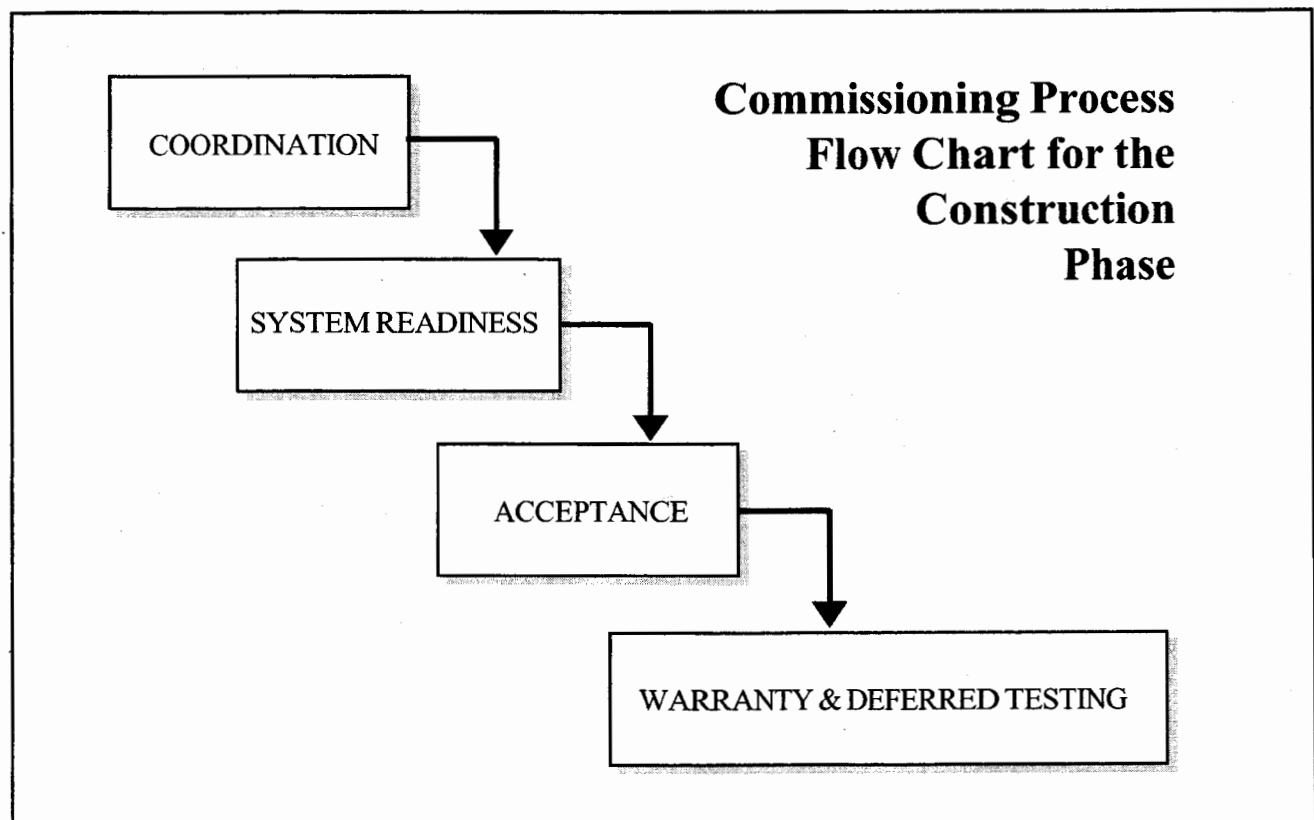 Commissioning Process
Flow Chart for the
Construction
Phase
COORDINATION
SYSTEM READINESS
ACCEPTANCE
WARRANTY & DEFERRED TESTING